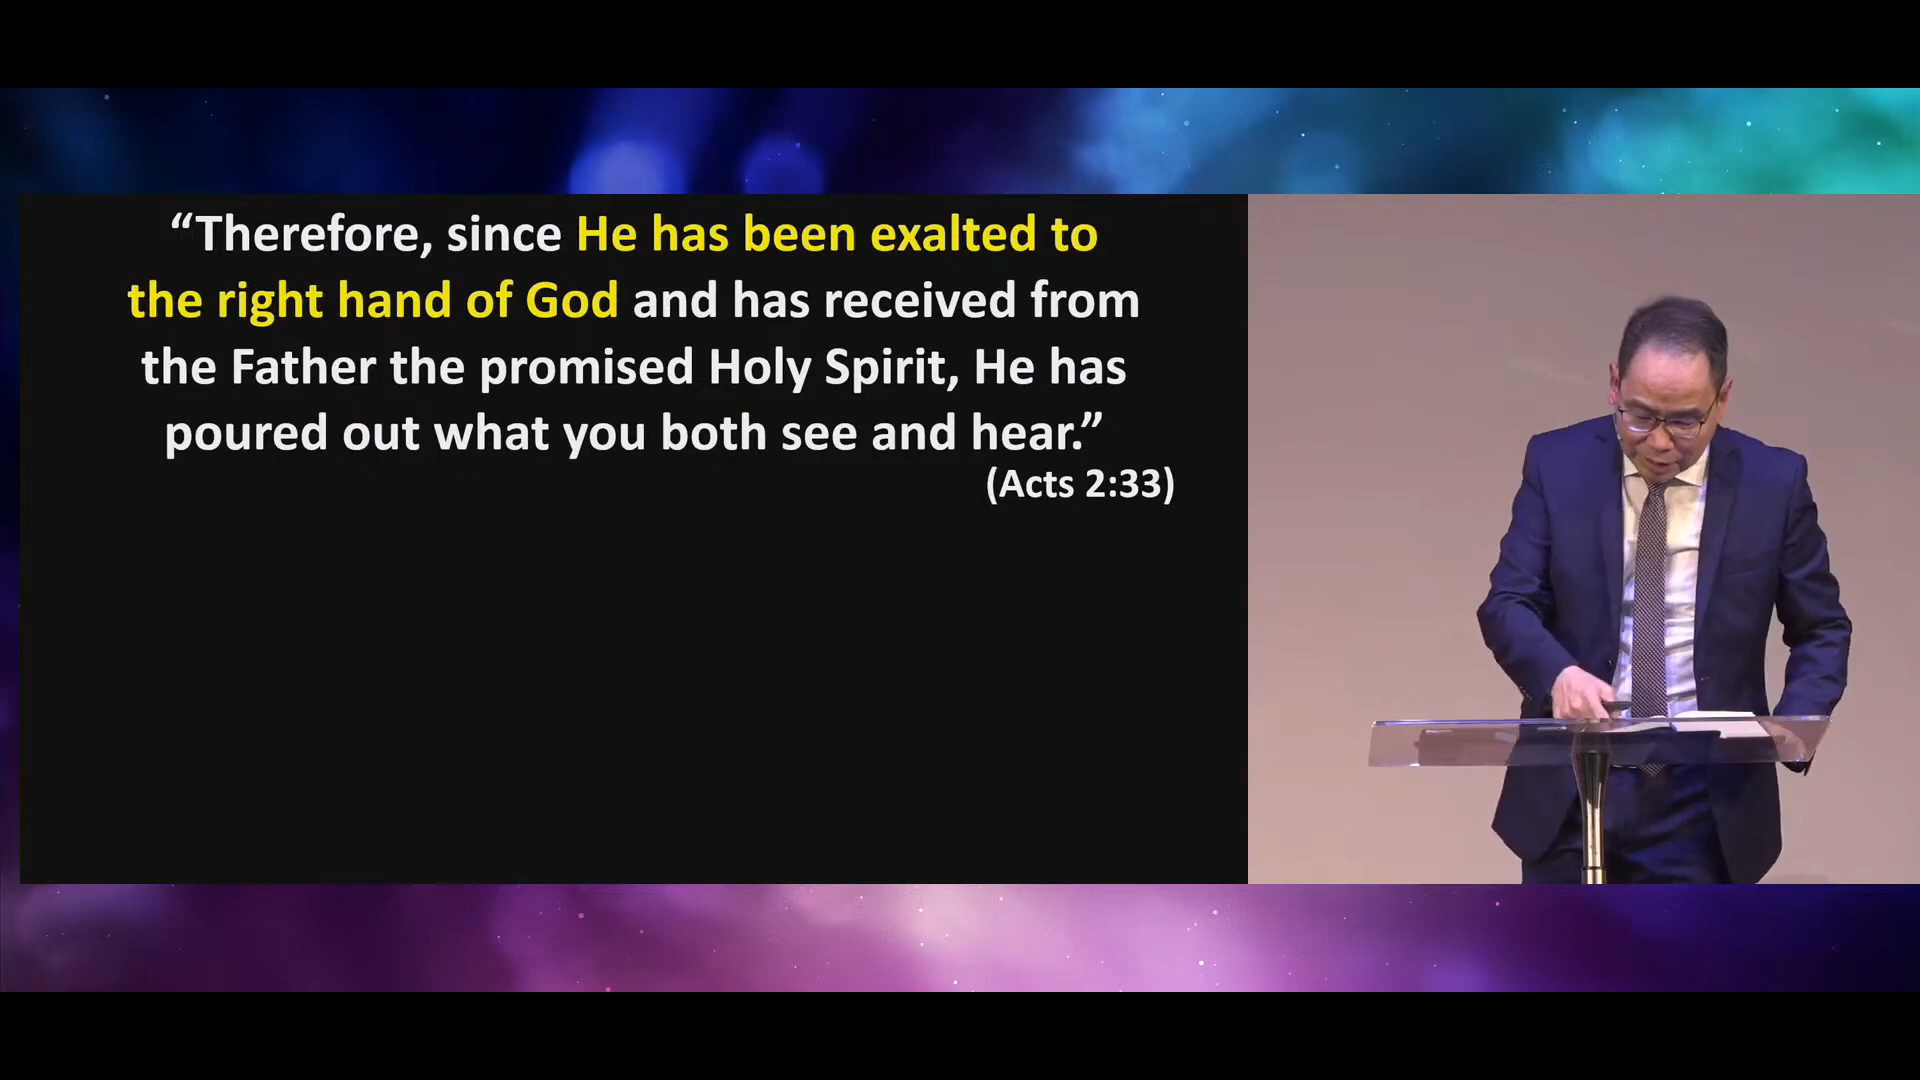 “Therefore, since He has been exalted to
the right hand of God and has received from
the Father the promised Holy Spirit, He has
poured out what you both see and hear.”
(Acts 2:33)